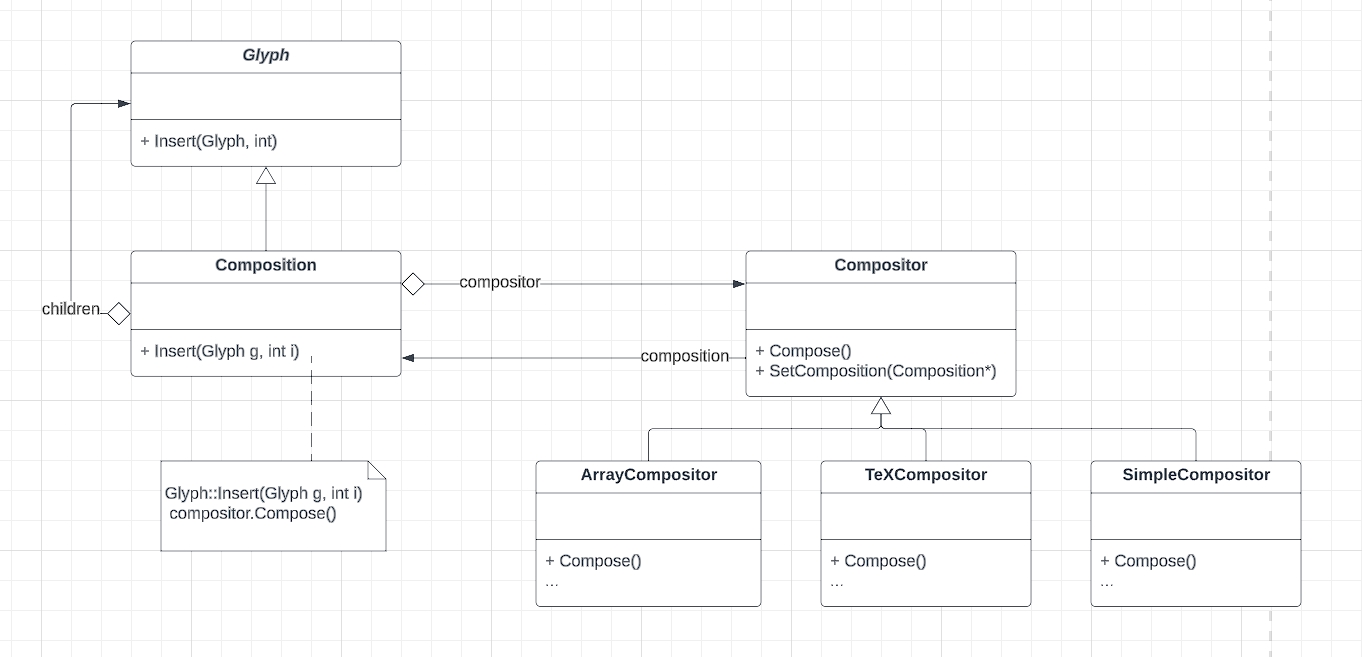 Glyph
+ Insert(Glyph, int)
Composition
+ Insert(Glyph g, int i)
children
compositor
composition
Compositor
+ Compose()
+ SetComposition(Composition*)
Glyph::Insert(Glyph g, int i)
compositor.Compose()
ArrayCompositor
+ Compose()
...
TeXCompositor
+ Compose()
...
SimpleCompositor
+ Compose()
...